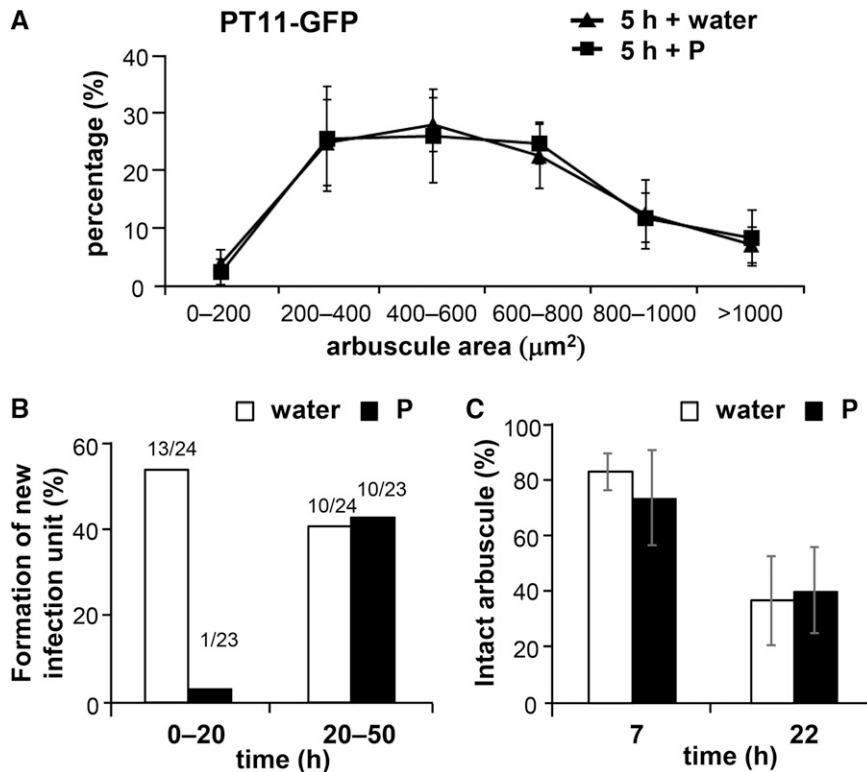 A
PT11-GFP
5 h + water
5 h + P
percentage (%)
40
30
20
10
0
0–200 200–400 400–600 600–800 800–1000 >1000
arbuscule area (μm²)
B
water P
Formation of new
infection unit (%)
60
40
20
0
13/24
1/23
10/24
10/23
0–20 20–50
time (h)
C
water P
Intact arbuscule (%)
100
80
60
40
20
0
7 22
time (h)